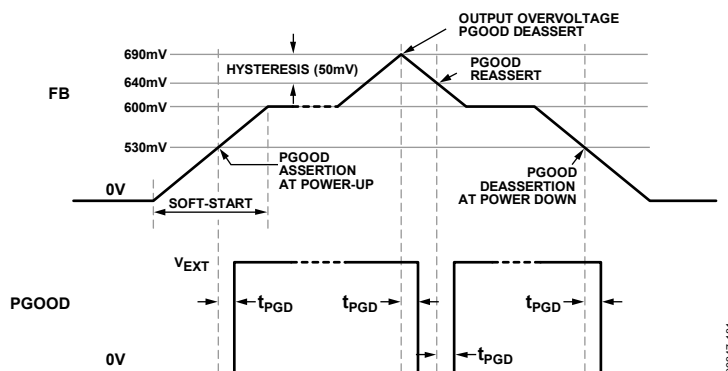 OUTPUT OVERVOLTAGE
PGOOD DEASSERT
690mV
HYSTERESIS (50mV)
PGOOD
REASSERT
640mV
FB
600mV
530mV
PGOOD
ASSERTION
AT POWER-UP
PGOOD
DEASSERTION
AT POWER DOWN
0V
SOFT-START
VEXT
PGOOD
tPGD
tPGD
tPGD
tPGD
0V